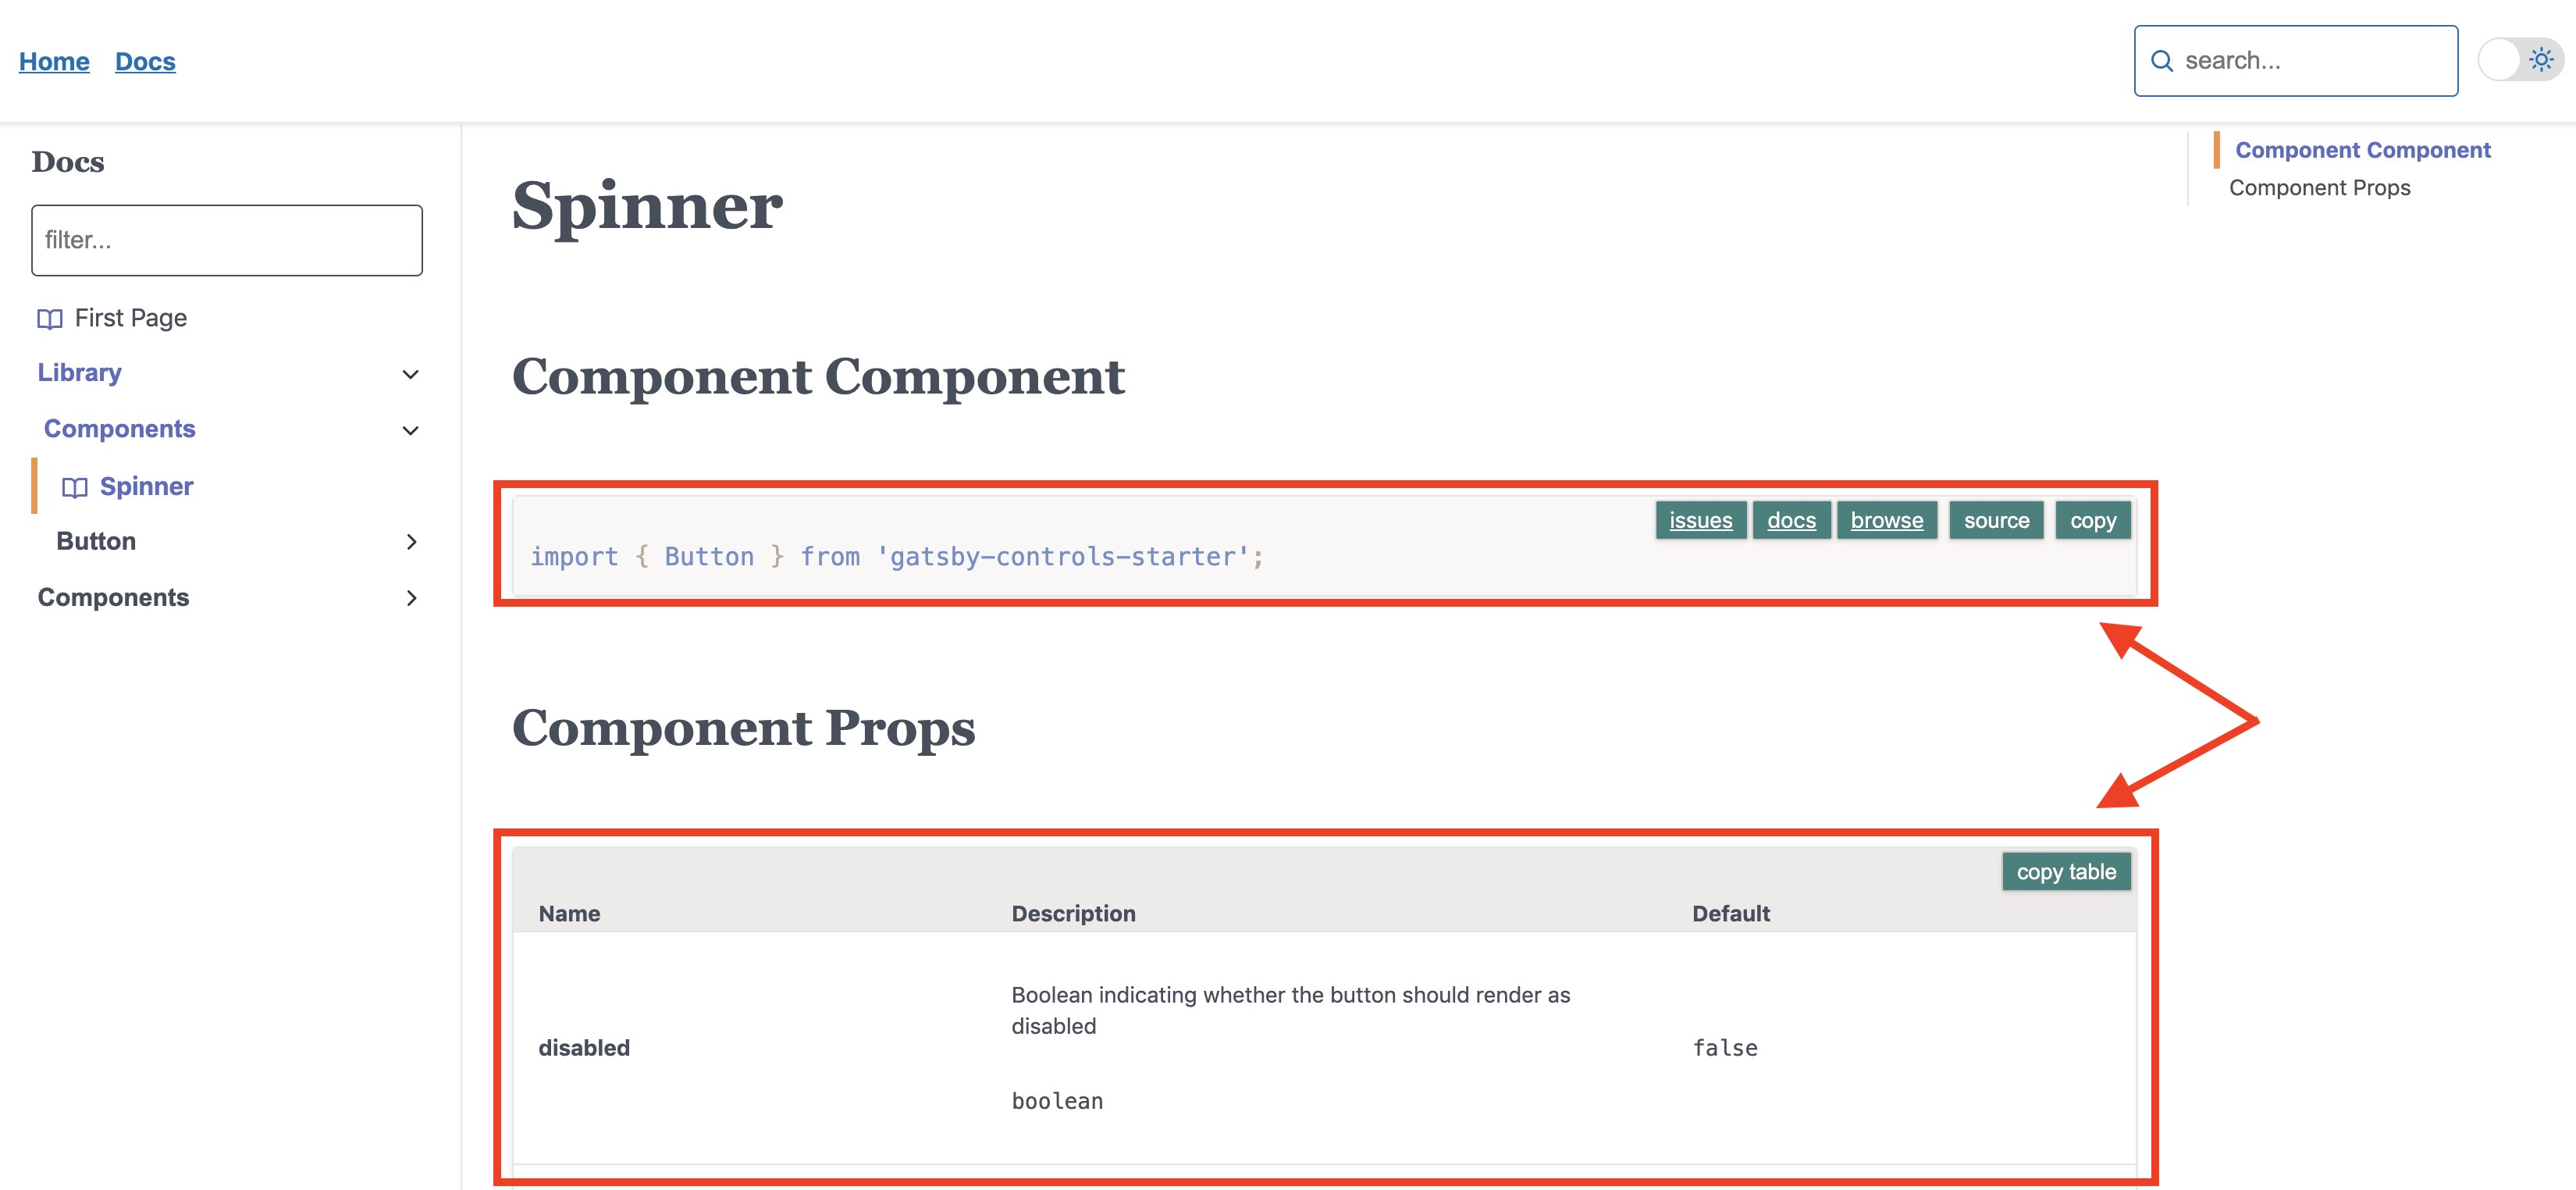 Home Docs
search...
Docs
filter...
First Page
Library
Components
Spinner
Button
Components
Spinner
Component Component
issues docs browse source copy
import { Button } from 'gatsby-controls-starter';
Component Props
copy table
Name Description Default
disabled
Boolean indicating whether the button should render as
disabled
boolean
false
Component Component
Component Props